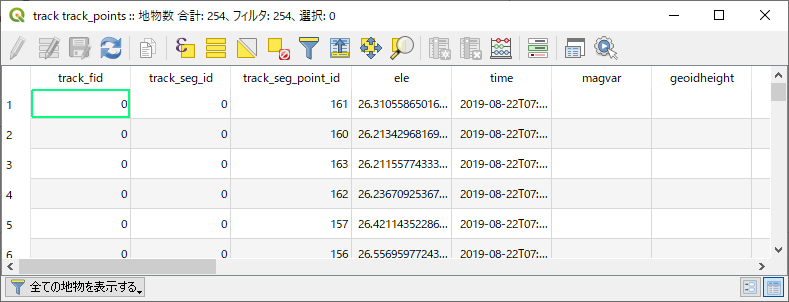 track track_points :: 地物数 合計: 254、フィルタ: 254、選択: 0
track_fid track_seg_id track_seg_point_id ele time magvar geoidheight
1 0 0 161 26.31055865016... 2019-08-22T07:...
2 0 0 160 26.21342968169... 2019-08-22T07:...
3 0 0 163 26.21155774333... 2019-08-22T07:...
4 0 0 162 26.23670925367... 2019-08-22T07:...
5 0 0 157 26.42114352286... 2019-08-22T07:...
6 0 0 156 26.55695977243... 2019-08-22T07:...
全ての地物を表示する